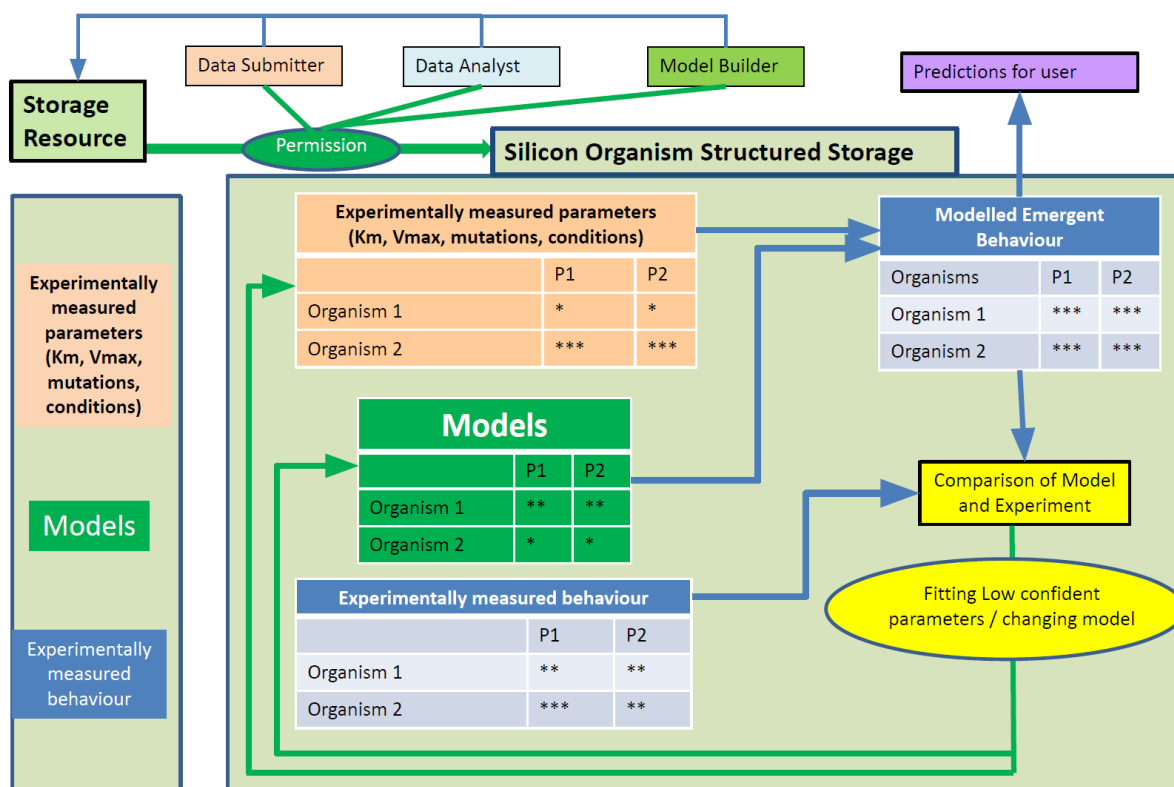 Data Submitter
Data Analyst
Model Builder
Predictions for user
Storage
Resource
Permission
Silicon Organism Structured Storage
Experimentally
measured
parameters
(Km, Vmax,
mutations,
conditions)
Models
Experimentally
measured
behaviour
Experimentally measured parameters
(Km, Vmax, mutations, conditions)
P1 P2
Organism 1 * *
Organism 2 *** ***
Models
P1 P2
Organism 1 ** **
Organism 2 * *
Experimentally measured behaviour
P1 P2
Organism 1 ** **
Organism 2 *** **
Modelled Emergent
Behaviour
Organisms P1 P2
Organism 1 *** ***
Organism 2 *** ***
Comparison of Model
and Experiment
Fitting Low confident
parameters / changing model